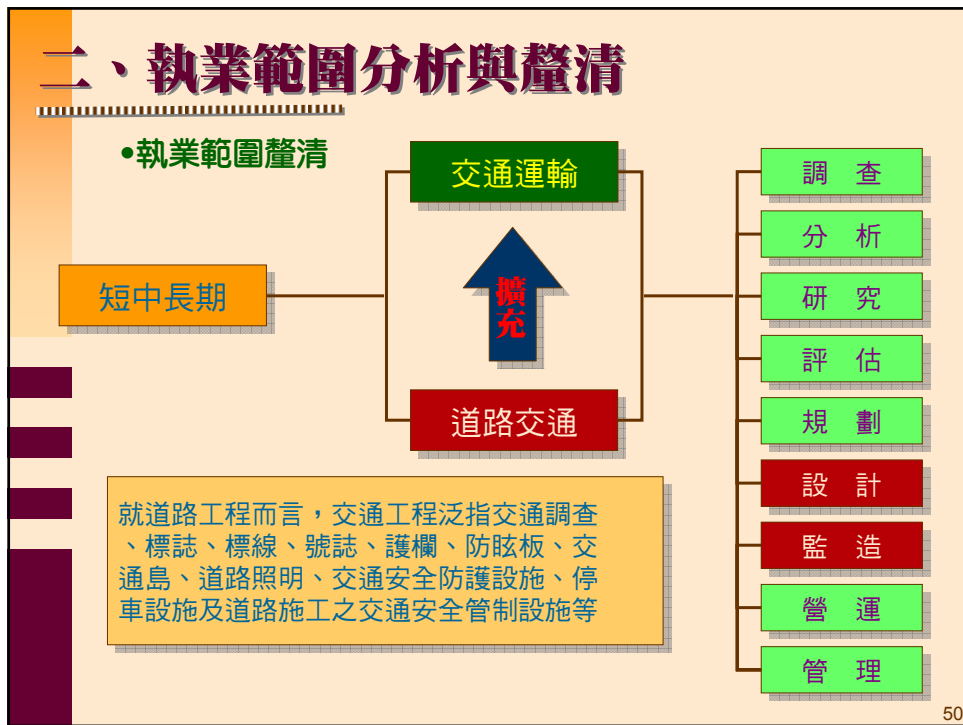 二、執業範圍分析與釐清
•執業範圍釐清
短中長期
交通運輸
擴
充
道路交通
調 查
分 析
研 究
評 估
規 劃
設 計
監 造
營 運
管 理
就道路工程而言，交通工程泛指交通調查
、標誌、標線、號誌、護欄、防眩板、交
通島、道路照明、交通安全防護設施、停
車設施及道路施工之交通安全管制設施等
50